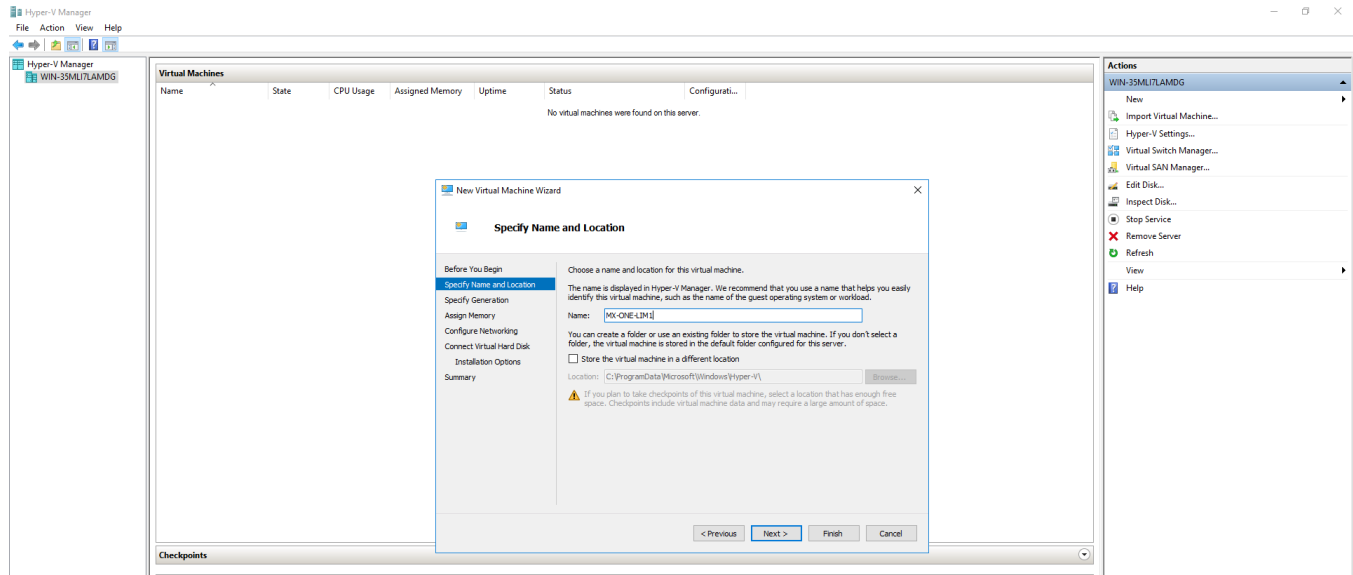 Hyper-V Manager
File Action View Help
Hyper-V Manager
WIN-35MLI7LAMDG
Virtual Machines
Name State CPU Usage Assigned Memory Uptime Status Configurati...
No virtual machines were found on this server.
New Virtual Machine Wizard
Specify Name and Location
Before You Begin
Specify Name and Location
Specify Generation
Assign Memory
Configure Networking
Connect Virtual Hard Disk
Installation Options
Summary
Choose a name and location for this virtual machine.
The name is displayed in Hyper-V Manager. We recommend that you use a name that helps you easily
identify this virtual machine, such as the name of the guest operating system or workload.
Name: MX-ONE-LIM1
You can create a folder or use an existing folder to store the virtual machine. If you don't select a
folder, the virtual machine is stored in the default folder configured for this server.
Store the virtual machine in a different location
Location: C:\ProgramData\Microsoft\Windows\Hyper-V\ Browse...
If you plan to take checkpoints of this virtual machine, select a location that has enough free
space. Checkpoints include virtual machine data and may require a large amount of space.
< Previous Next > Finish Cancel
Checkpoints
Actions
WIN-35MLI7LAMDG
New
Import Virtual Machine...
Hyper-V Settings...
Virtual Switch Manager...
Virtual SAN Manager...
Edit Disk...
Inspect Disk...
Stop Service
Remove Server
Refresh
View
Help